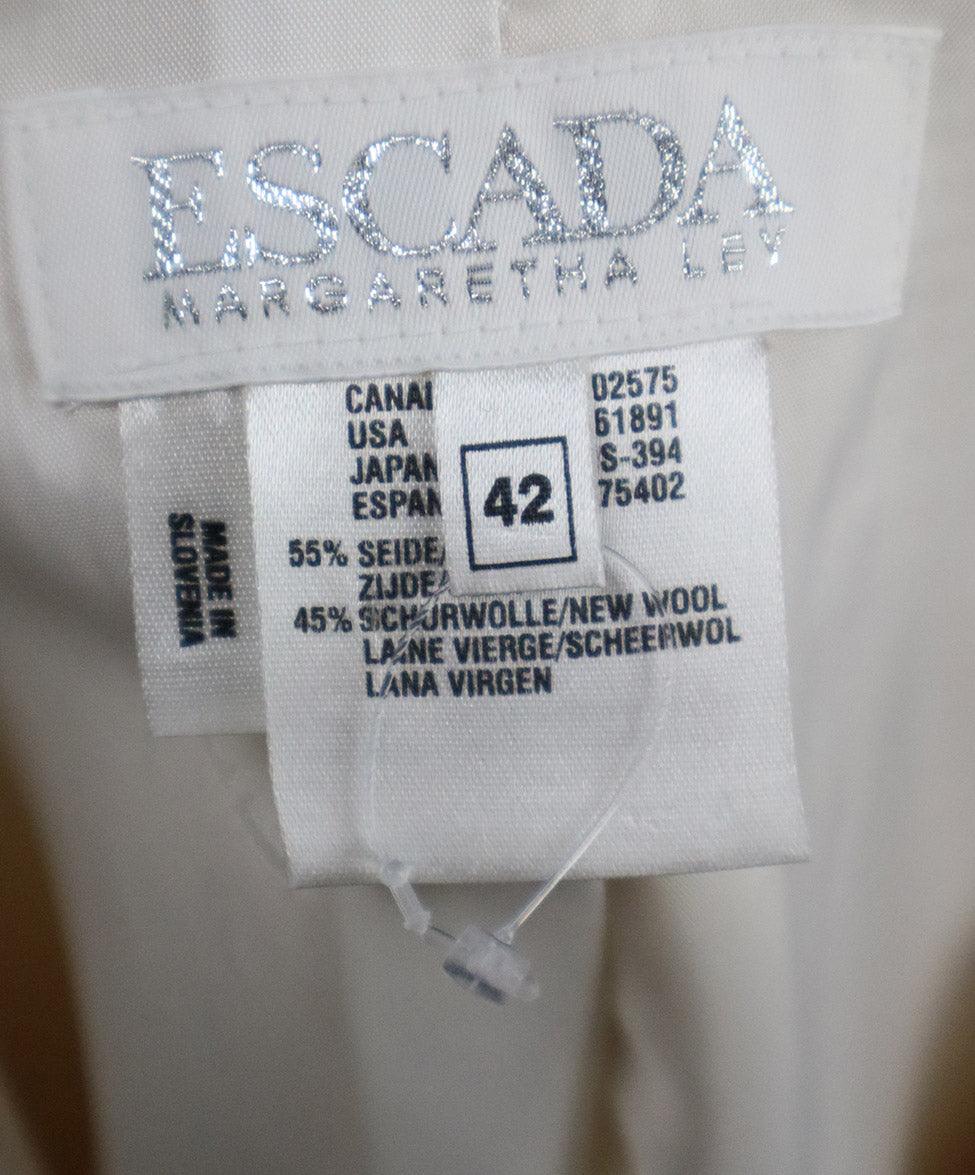 ESCADA
MARGARETHA LEY
CANAI 02575
USA 61891
JAPAN S-394
ESPAN 75402
42
55% SEIDE/
ZIJDE/
45% SCHURWOLLE/NEW WOOL
LAINE VIERGE/SCHEERWOL
LANA VIRGEN
MADE IN
SLOVENIA